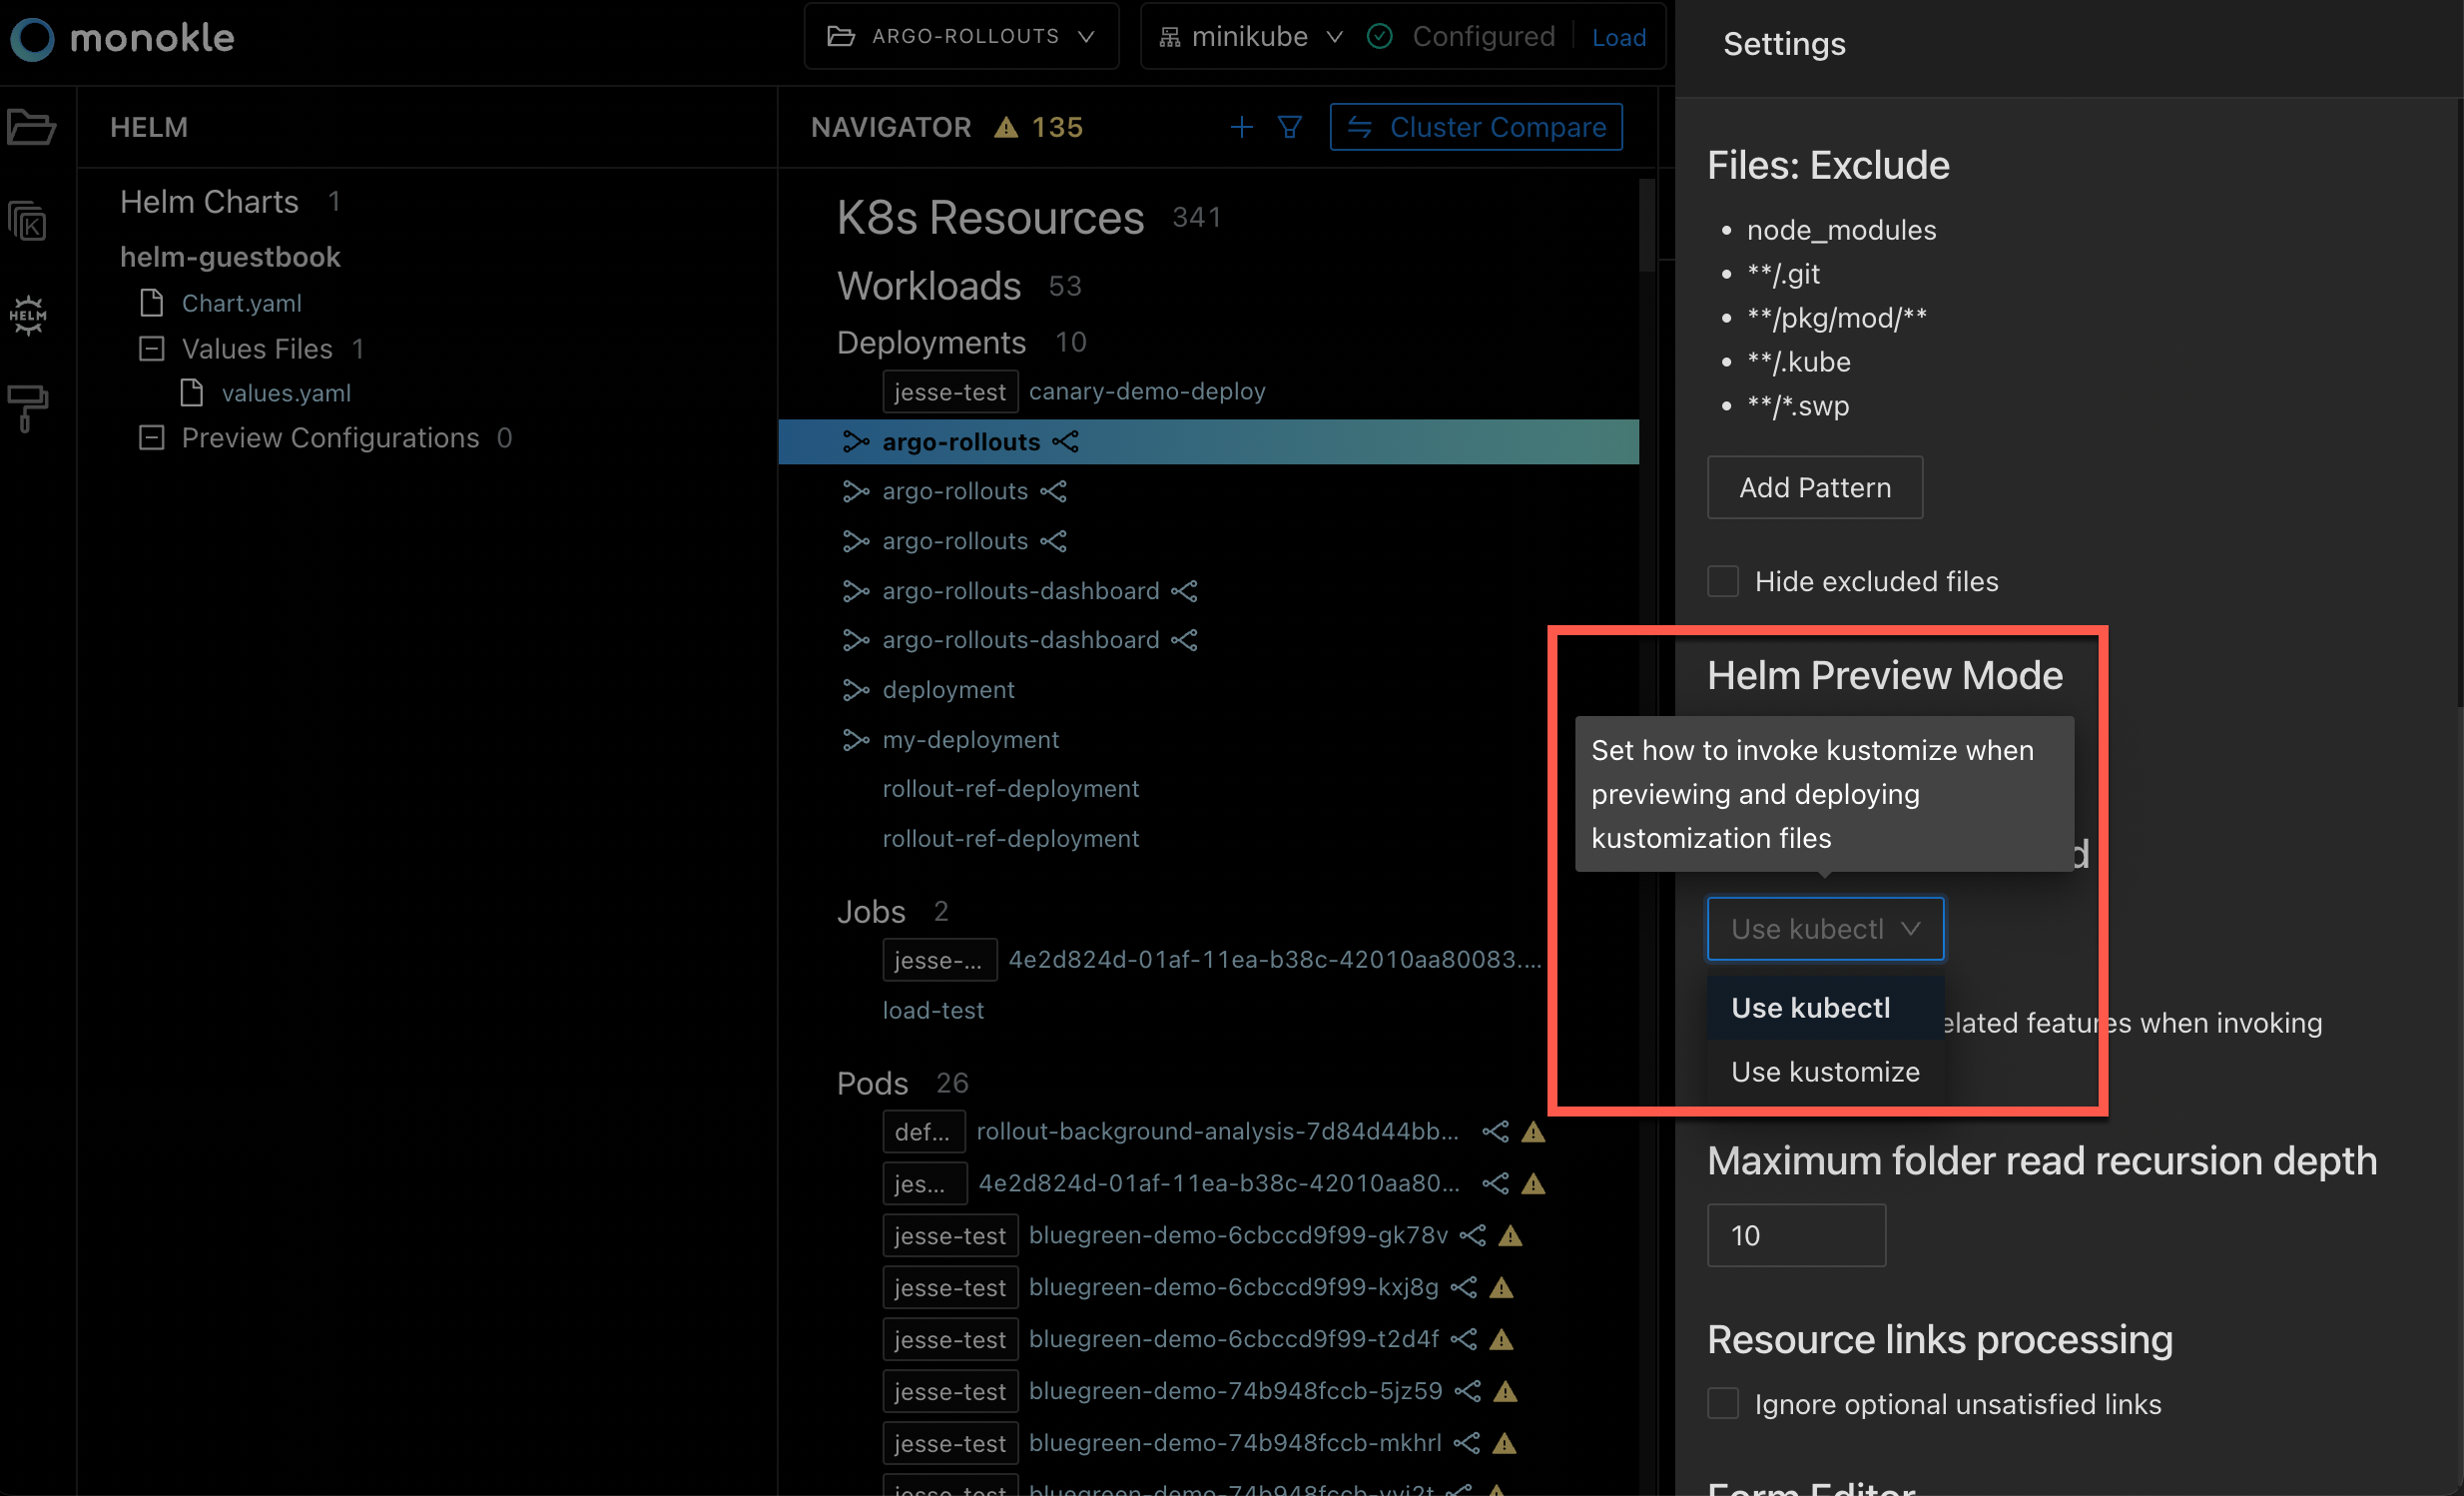 monokle
ARGO-ROLLOUTS
minikube
Configured
Load
HELM
Helm Charts 1
helm-guestbook
Chart.yaml
Values Files 1
values.yaml
Preview Configurations 0
NAVIGATOR 135
Cluster Compare
K8s Resources 341
Workloads 53
Deployments 10
jesse-test canary-demo-deploy
argo-rollouts
argo-rollouts
argo-rollouts
argo-rollouts-dashboard
argo-rollouts-dashboard
deployment
my-deployment
rollout-ref-deployment
rollout-ref-deployment
Jobs 2
jesse-... 4e2d824d-01af-11ea-b38c-42010aa80083....
load-test
Pods 26
def... rollout-background-analysis-7d84d44bb...
jes... 4e2d824d-01af-11ea-b38c-42010aa80...
jesse-test bluegreen-demo-6cbccd9f99-gk78v
jesse-test bluegreen-demo-6cbccd9f99-kxj8g
jesse-test bluegreen-demo-6cbccd9f99-t2d4f
jesse-test bluegreen-demo-74b948fccb-5jz59
jesse-test bluegreen-demo-74b948fccb-mkhrl
jesse-test
Settings
Files: Exclude
• node_modules
• **/.git
• **/pkg/mod/**
• **/.kube
• **/*.swp
Add Pattern
Hide excluded files
Helm Preview Mode
Set how to invoke kustomize when
previewing and deploying
kustomization files
d
Use kubectl
Use kubectl
elated features when invoking
Use kustomize
Maximum folder read recursion depth
10
Resource links processing
Ignore optional unsatisfied links
Form Editor